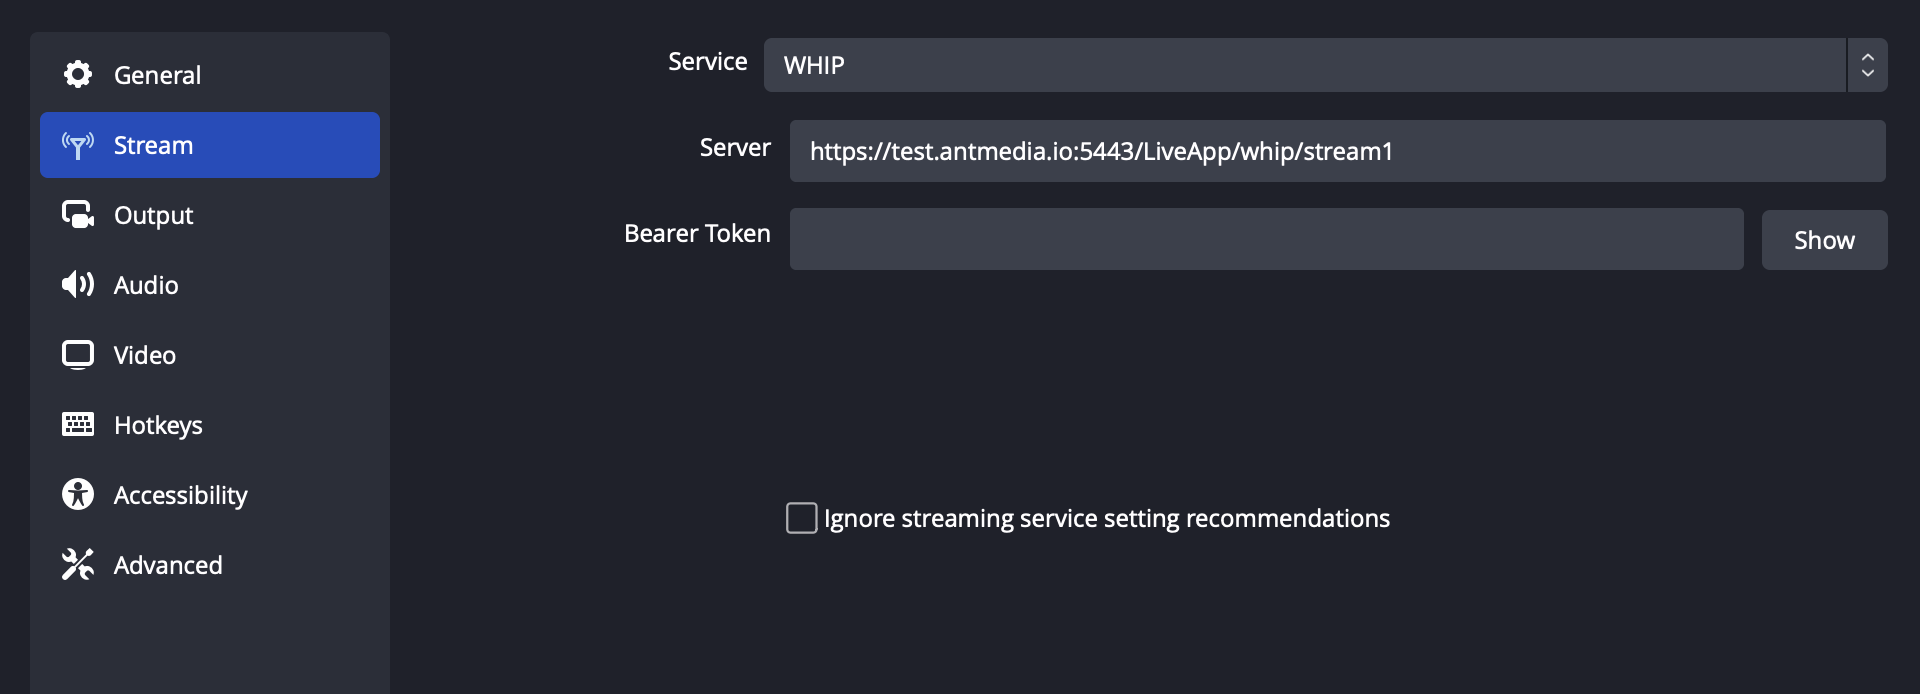 General
Stream
Output
Audio
Video
Hotkeys
Accessibility
Advanced
Service WHIP
Server https://test.antmedia.io:5443/LiveApp/whip/stream1
Bearer Token Show
Ignore streaming service setting recommendations